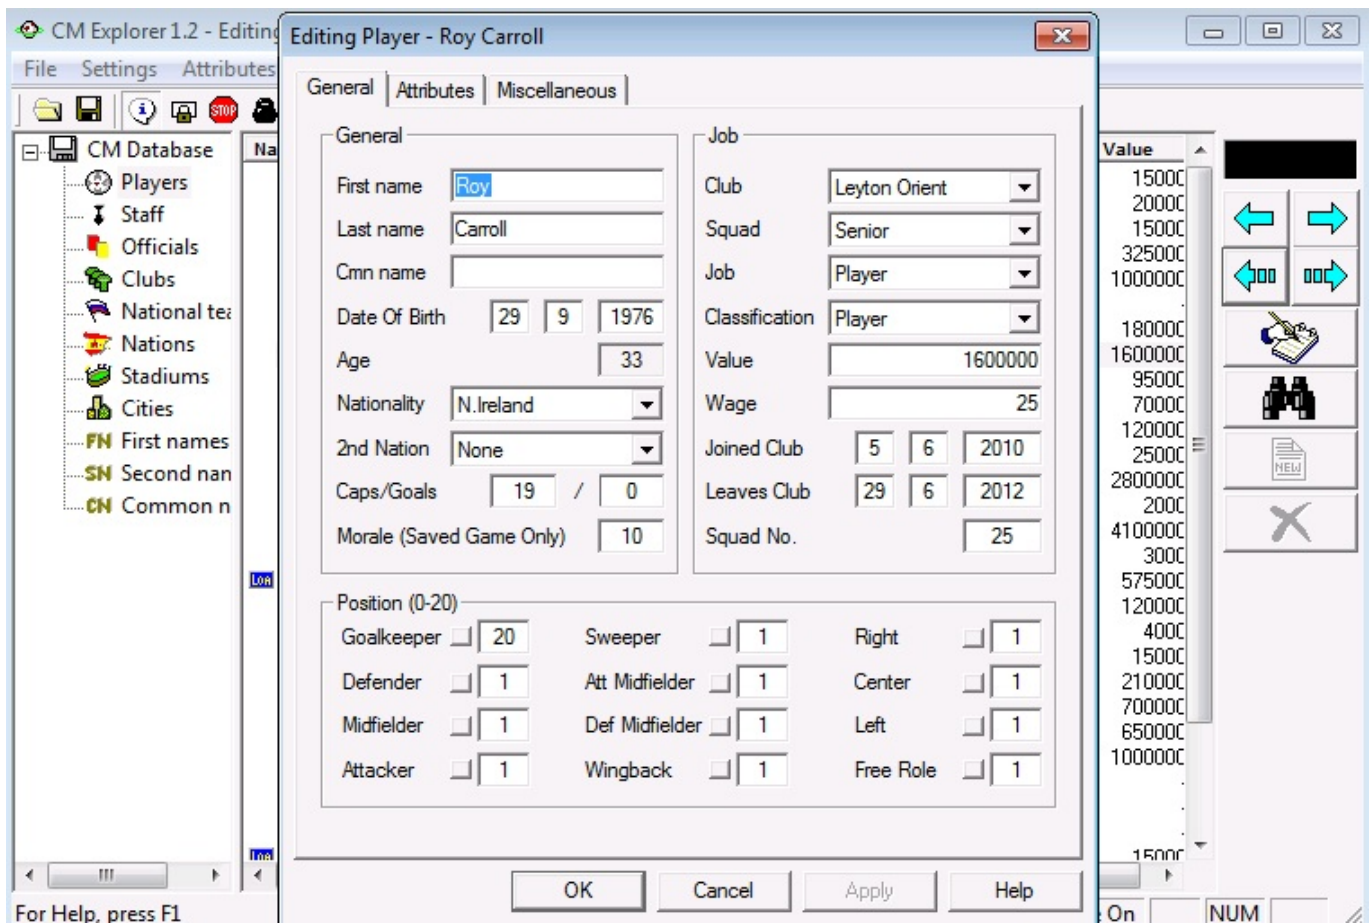 CM Explorer 1.2 - Editing
File Settings Attributes
STOP
CM Database
Players
Staff
Officials
Clubs
National tea
Nations
Stadiums
Cities
FN First names
SN Second nan
CN Common n
Na
LOA
LOA
Editing Player - Roy Carroll
General Attributes Miscellaneous
General
First name Roy
Last name Carroll
Cmn name
Date Of Birth 29 9 1976
Age 33
Nationality N.Ireland
2nd Nation None
Caps/Goals 19 / 0
Morale (Saved Game Only) 10
Job
Club Leyton Orient
Squad Senior
Job Player
Classification Player
Value 1600000
Wage 25
Joined Club 5 6 2010
Leaves Club 29 6 2012
Squad No. 25
Position (0-20)
Goalkeeper 20 Sweeper 1 Right 1
Defender 1 Att Midfielder 1 Center 1
Midfielder 1 Def Midfielder 1 Left 1
Attacker 1 Wingback 1 Free Role 1
OK Cancel Apply Help
Value
15000
20000
15000
325000
1000000
.
180000
1600000
95000
70000
120000
25000
2800000
2000
4100000
3000
575000
120000
4000
15000
210000
700000
650000
1000000
.
.
.
15000
NEW
For Help, press F1
On NUM